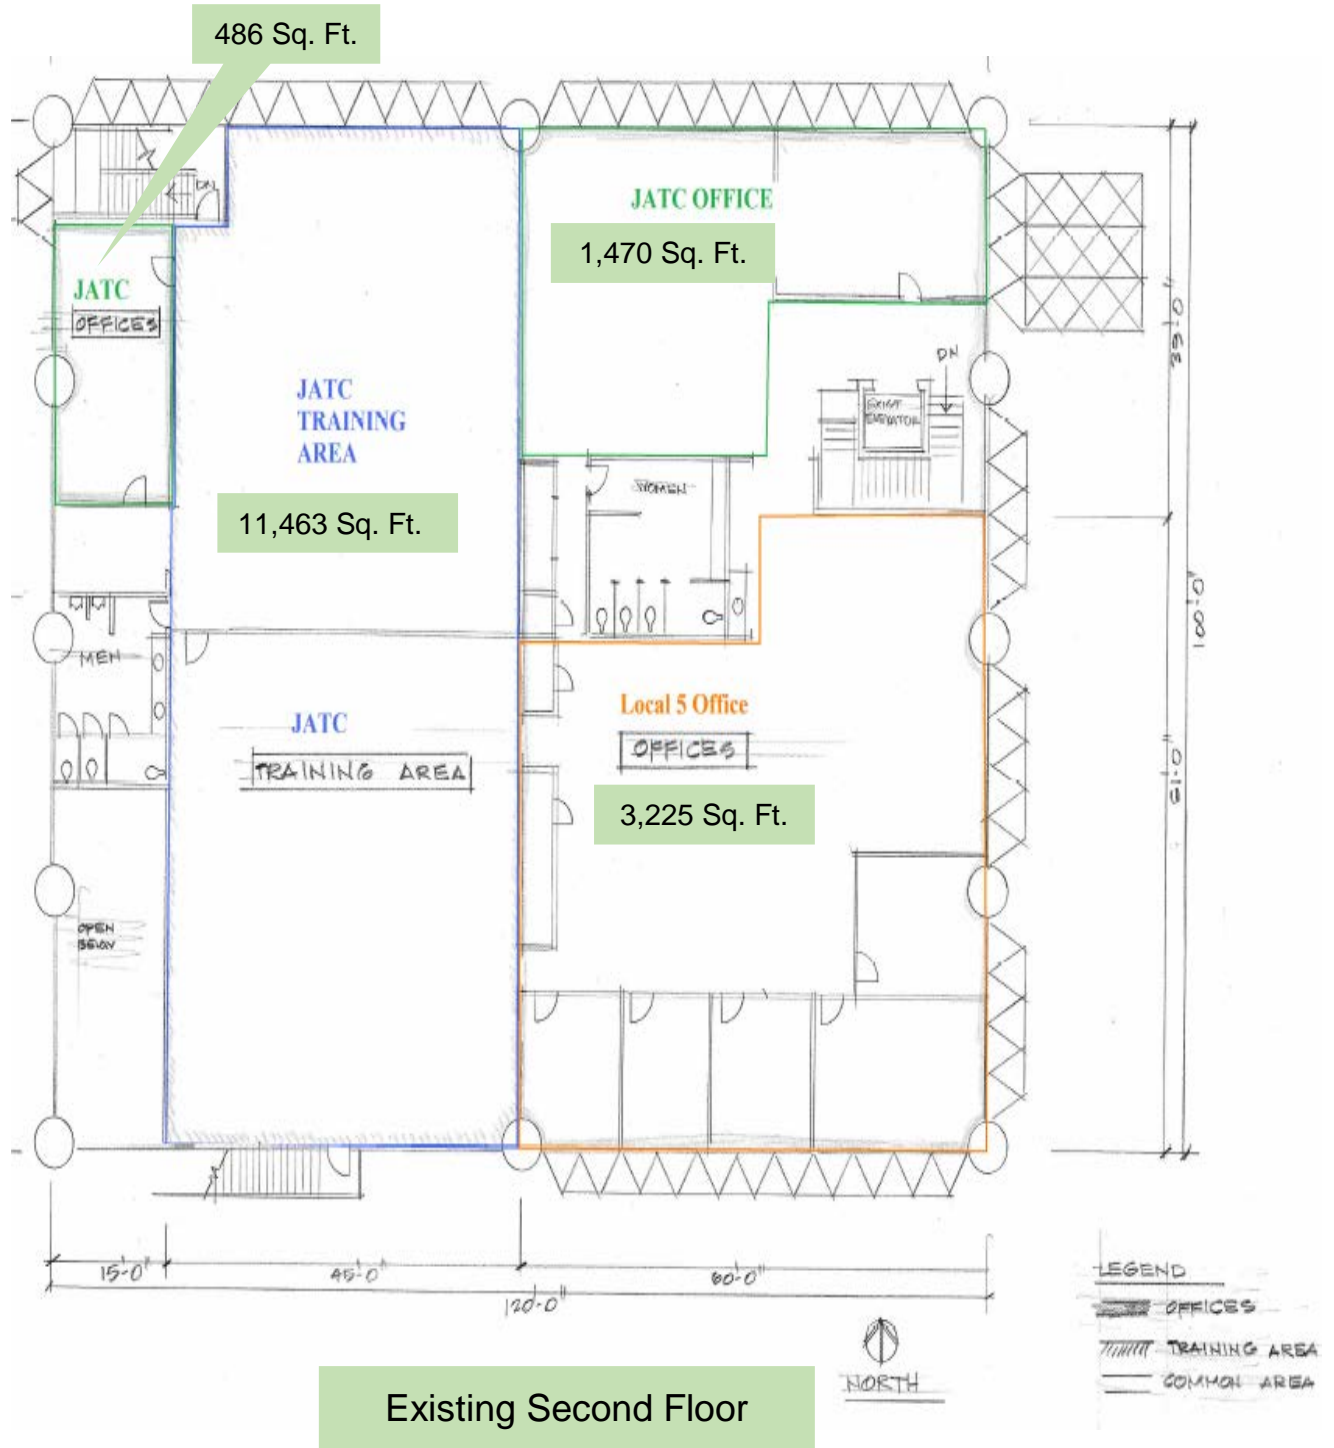 486 Sq. Ft.
DN
JATC OFFICE
1,470 Sq. Ft.
JATC
OFFICES
39'-0"
DN
EXIST
ELEVATOR
JATC
TRAINING
AREA
WOMEN
11,463 Sq. Ft.
100'-0"
MEN
Local 5 Office
OFFICES
JATC
TRAINING AREA
61'-0"
3,225 Sq. Ft.
OPEN
BELOW
15'-0"
45'-0"
60'-0"
120'-0"
LEGEND
OFFICES
TRAINING AREA
COMMON AREA
NORTH
Existing Second Floor